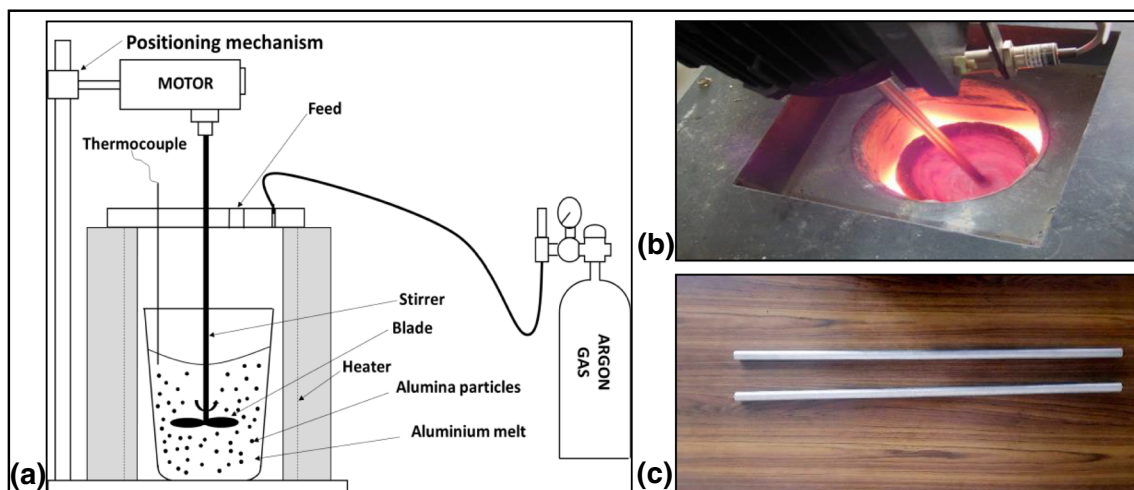 Positioning mechanism
MOTOR
Feed
Thermocouple
Stirrer
Blade
Heater
Alumina particles
Aluminium melt
ARGON
GAS
(a)
(b)
(c)